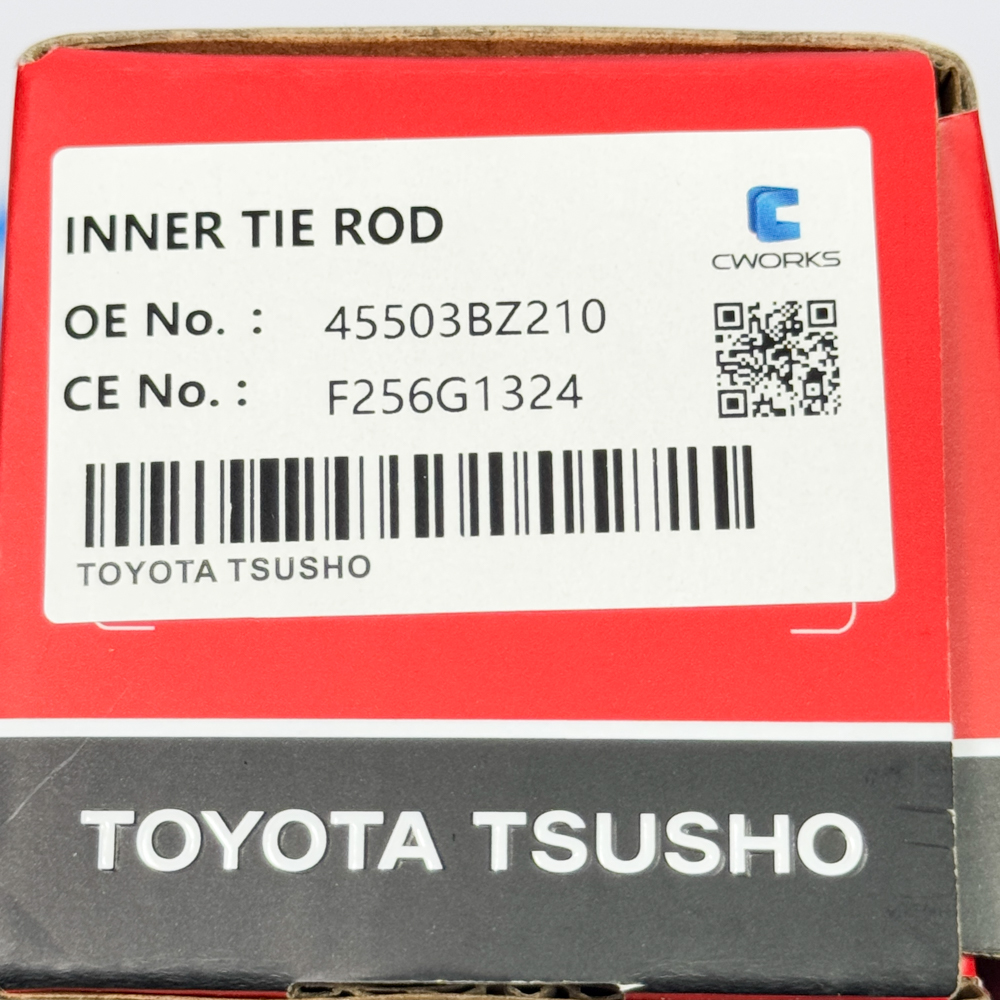 INNER TIE ROD
CWORKS
OE No. : 45503BZ210
CE No. : F256G1324
TOYOTA TSUSHO
TOYOTA TSUSHO